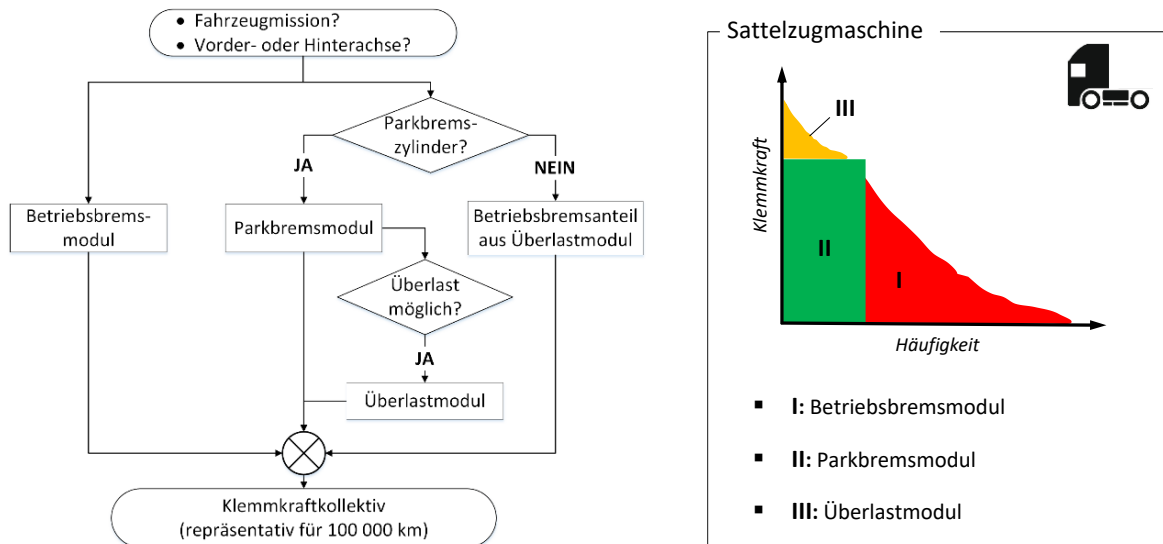 • Fahrzeugmission?
• Vorder- oder Hinterachse?
Parkbrems-
zylinder?
JA
NEIN
Betriebsbrems-
modul
Parkbremsmodul
Betriebsbremsanteil
aus Überlastmodul
Überlast
möglich?
JA
Überlastmodul
Klemmkraftkollektiv
(repräsentativ für 100 000 km)
Sattelzugmaschine
Klemmkraft
III
II
I
Häufigkeit
▪ I: Betriebsbremsmodul
▪ II: Parkbremsmodul
▪ III: Überlastmodul